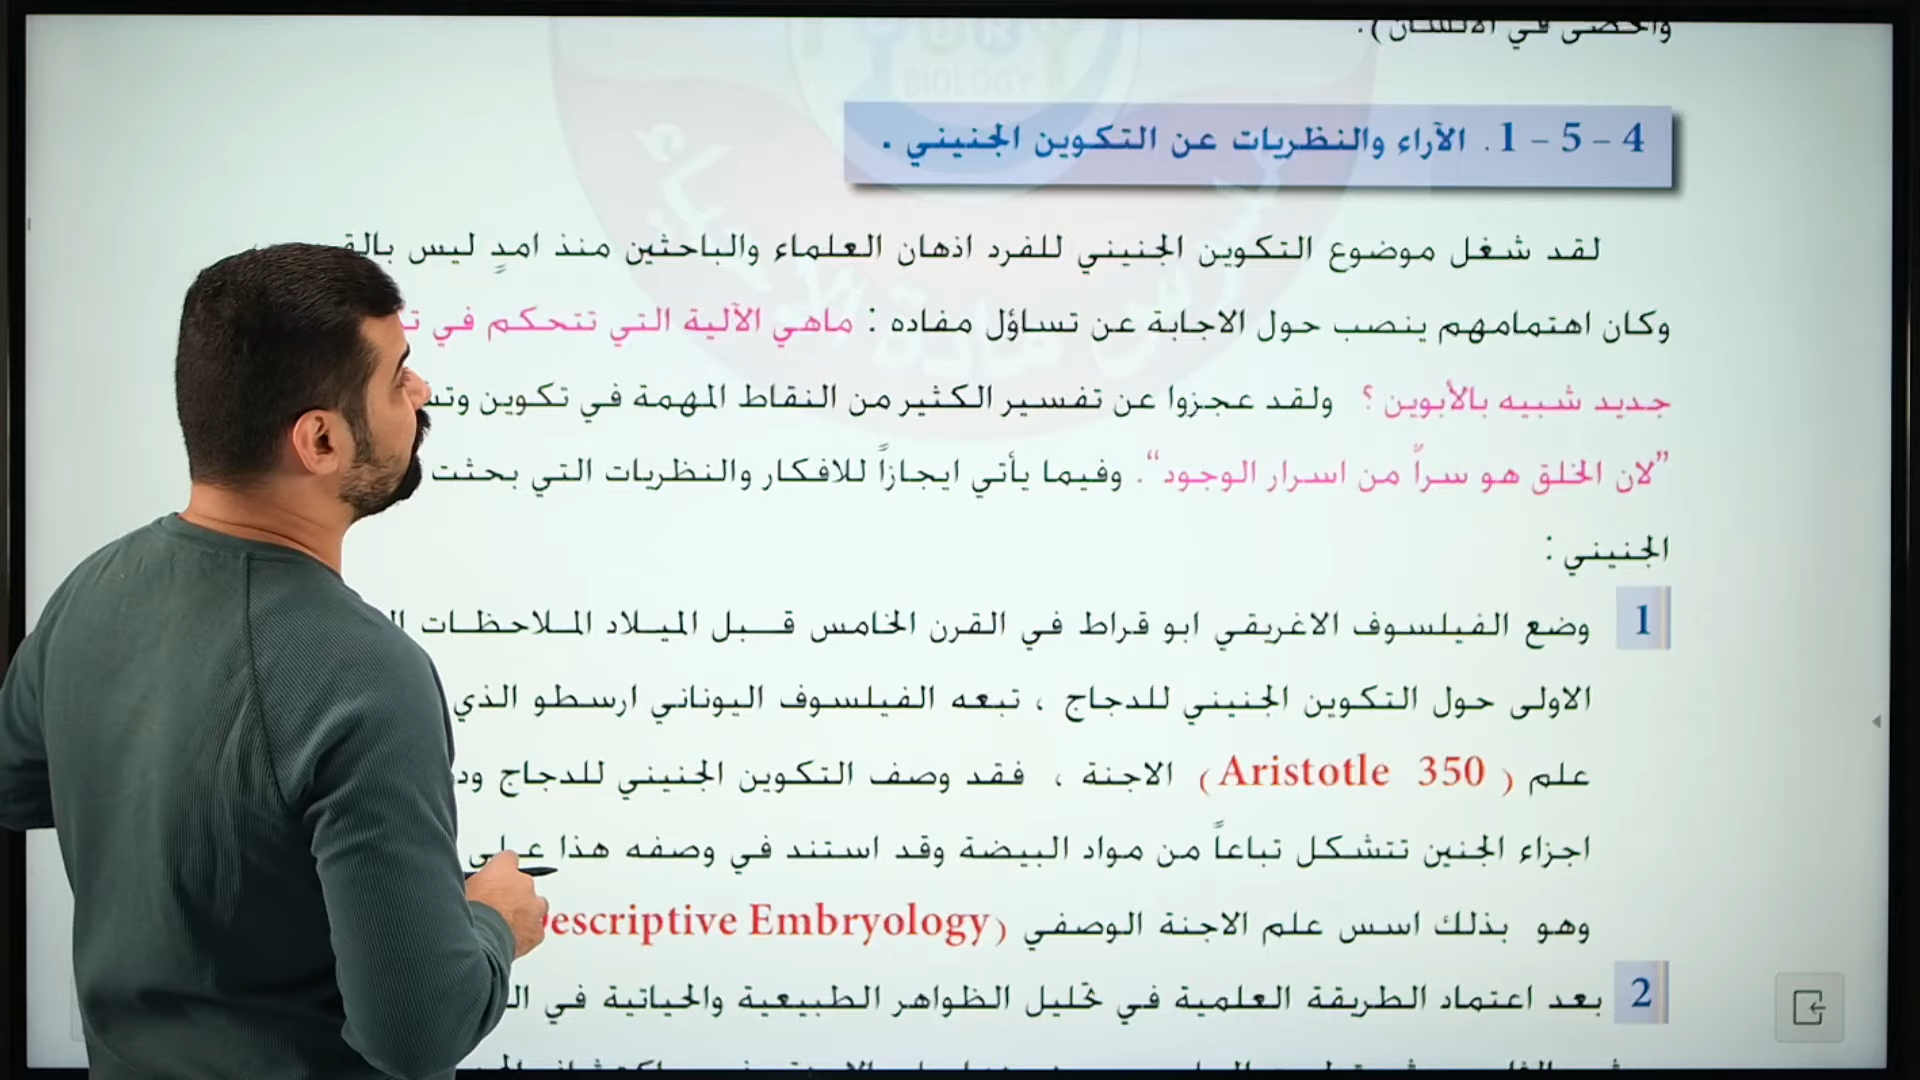 والخصى في الانسان).
BIOLOGY
4 - 5 - 1 . الآراء والنظريات عن التكوين الجنيني .
لقد شغل موضوع التكوين الجنيني للفرد اذهان العلماء والباحثين منذ امدٍ ليس
وكان اهتمامهم ينصب حول الاجابة عن تساؤل مفاده : ماهي الآلية التي تتحكم في
جديد شبيه بالأبوين ؟ ولقد عجزوا عن تفسير الكثير من النقاط المهمة في تكوين
”لان الخلق هو سراً من اسرار الوجود“. وفيما يأتي ايجازاً للافكار والنظريات التي بحثت
الجنيني :
1 وضع الفيلسوف الاغريقي ابو قراط في القرن الخامس قبل الميلاد الملاحظات
الاولى حول التكوين الجنيني للدجاج ، تبعه الفيلسوف اليوناني ارسطو الذي
علم ( Aristotle 350 ) الاجنة ، فقد وصف التكوين الجنيني للدجاج
اجزاء الجنين تتشكل تباعاً من مواد البيضة وقد استند في وصفه هذا على
وهو بذلك اسس علم الاجنة الوصفي (Embryology
2 بعد اعتماد الطريقة العلمية في تحليل الظواهر الطبيعية والحياتية في